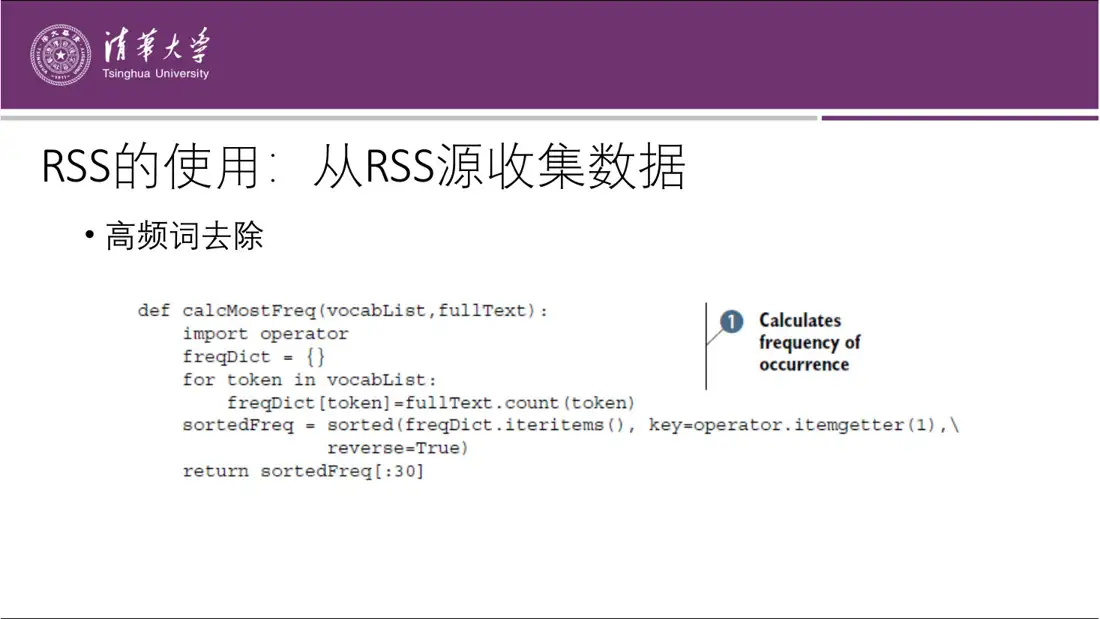 清华大学
Tsinghua University
RSS的使用： 从RSS源收集数据
• 高频词去除
def calcMostFreq(vocabList,fullText):
    import operator
    freqDict = {}
    for token in vocabList:
        freqDict[token]=fullText.count(token)
    sortedFreq = sorted(freqDict.iteritems(), key=operator.itemgetter(1),\
                 reverse=True)
    return sortedFreq[:30]
1 Calculates
frequency of
occurrence